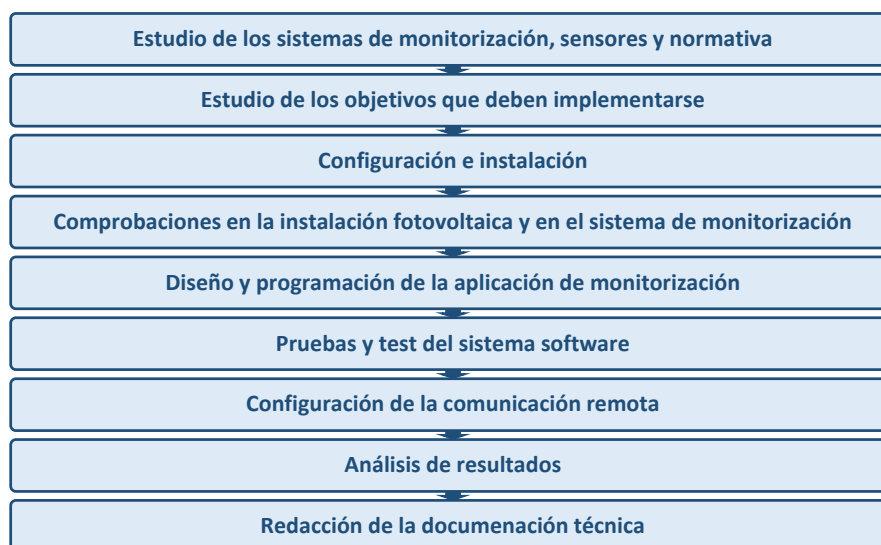 Estudio de los sistemas de monitorización, sensores y normativa
Estudio de los objetivos que deben implementarse
Configuración e instalación
Comprobaciones en la instalación fotovoltaica y en el sistema de monitorización
Diseño y programación de la aplicación de monitorización
Pruebas y test del sistema software
Configuración de la comunicación remota
Análisis de resultados
Redacción de la documenación técnica